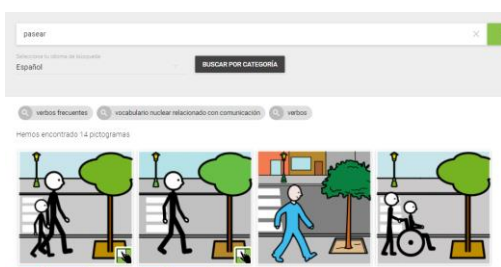 pasear
Seleccione tu idioma de búsqueda
Español
BUSCAR POR CATEGORÍA
verbos frecuentes
vocabulario nuclear relacionado con comunicación
verbos
Hemos encontrado 14 pictogramas